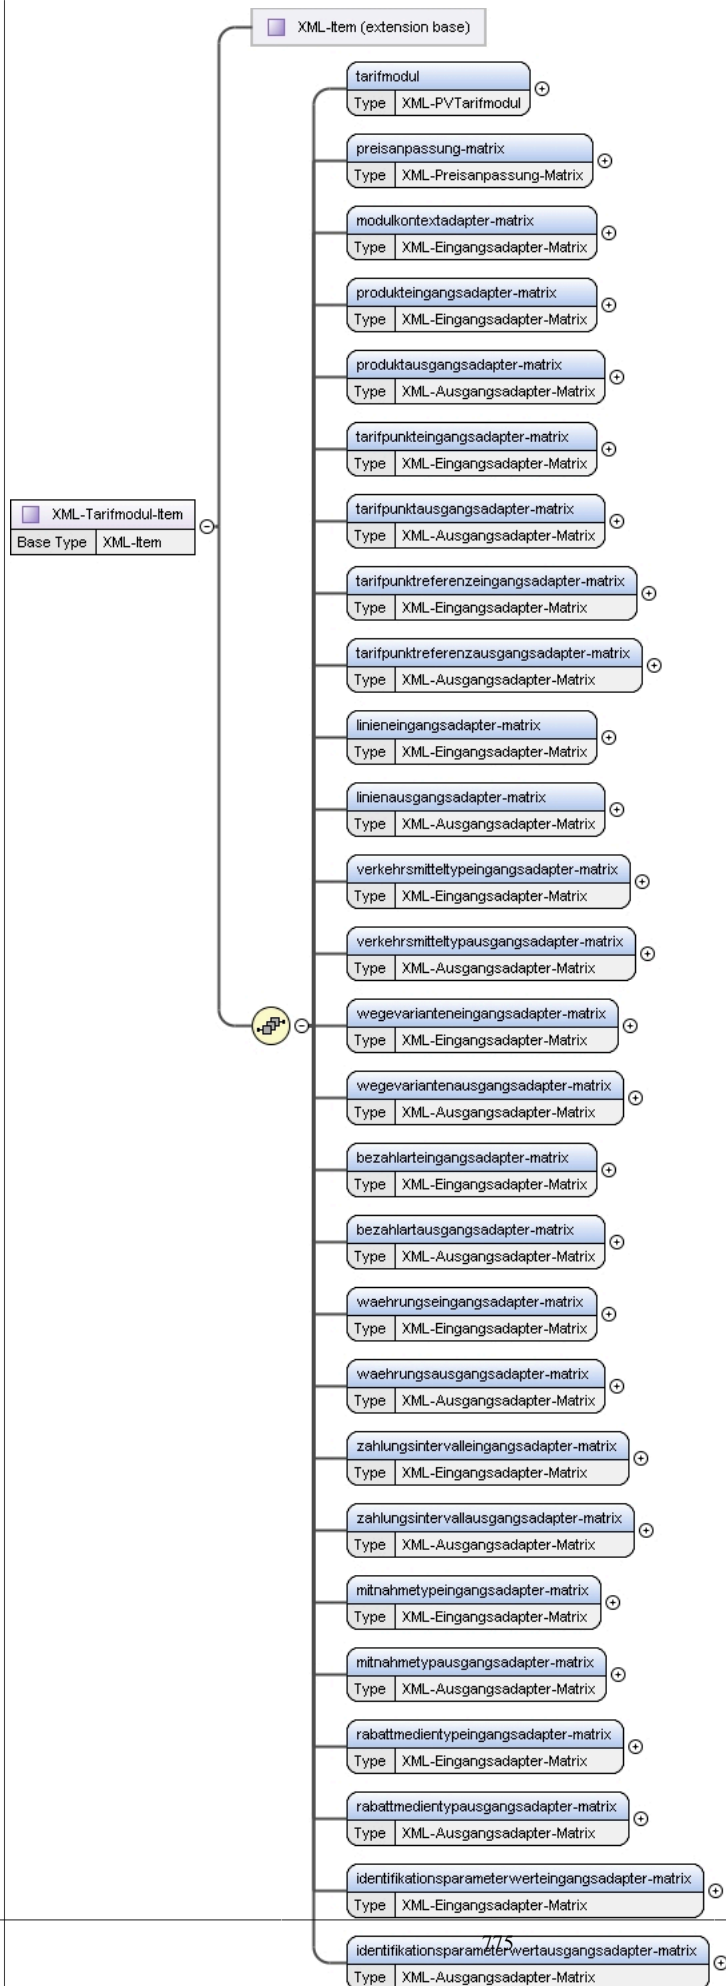 XML-Item (extension base)
tarifmodul
Type XML-PVTarifmodul
preisanpassung-matrix
Type XML-Preisanpassung-Matrix
modulkontextadapter-matrix
Type XML-Eingangsadapter-Matrix
produkteingangsadapter-matrix
Type XML-Eingangsadapter-Matrix
produktausgangsadapter-matrix
Type XML-Ausgangsadapter-Matrix
tarifpunkteingangsadapter-matrix
Type XML-Eingangsadapter-Matrix
XML-Tarifmodul-Item
Base Type XML-Item
tarifpunktausgangsadapter-matrix
Type XML-Ausgangsadapter-Matrix
tarifpunktreferenzeingangsadapter-matrix
Type XML-Eingangsadapter-Matrix
tarifpunktreferenzausgangsadapter-matrix
Type XML-Ausgangsadapter-Matrix
linieneingangsadapter-matrix
Type XML-Eingangsadapter-Matrix
linienausgangsadapter-matrix
Type XML-Ausgangsadapter-Matrix
verkehrsmitteltypeingangsadapter-matrix
Type XML-Eingangsadapter-Matrix
verkehrsmitteltypausgangsadapter-matrix
Type XML-Ausgangsadapter-Matrix
wegevarianteneingangsadapter-matrix
Type XML-Eingangsadapter-Matrix
wegevariantenausgangsadapter-matrix
Type XML-Ausgangsadapter-Matrix
bezahlarteingangsadapter-matrix
Type XML-Eingangsadapter-Matrix
bezahlartausgangsadapter-matrix
Type XML-Ausgangsadapter-Matrix
waehrungseingangsadapter-matrix
Type XML-Eingangsadapter-Matrix
waehrungsausgangsadapter-matrix
Type XML-Ausgangsadapter-Matrix
zahlungsintervalleingangsadapter-matrix
Type XML-Eingangsadapter-Matrix
zahlungsintervallausgangsadapter-matrix
Type XML-Ausgangsadapter-Matrix
mitnahmetypeingangsadapter-matrix
Type XML-Eingangsadapter-Matrix
mitnahmetypausgangsadapter-matrix
Type XML-Ausgangsadapter-Matrix
rabattmedientypeingangsadapter-matrix
Type XML-Eingangsadapter-Matrix
rabattmedientypausgangsadapter-matrix
Type XML-Ausgangsadapter-Matrix
identifikationsparameterwerteingangsadapter-matrix
Type XML-Eingangsadapter-Matrix
775
identifikationsparameterwertausgangsadapter-matrix
Type XML-Ausgangsadapter-Matrix